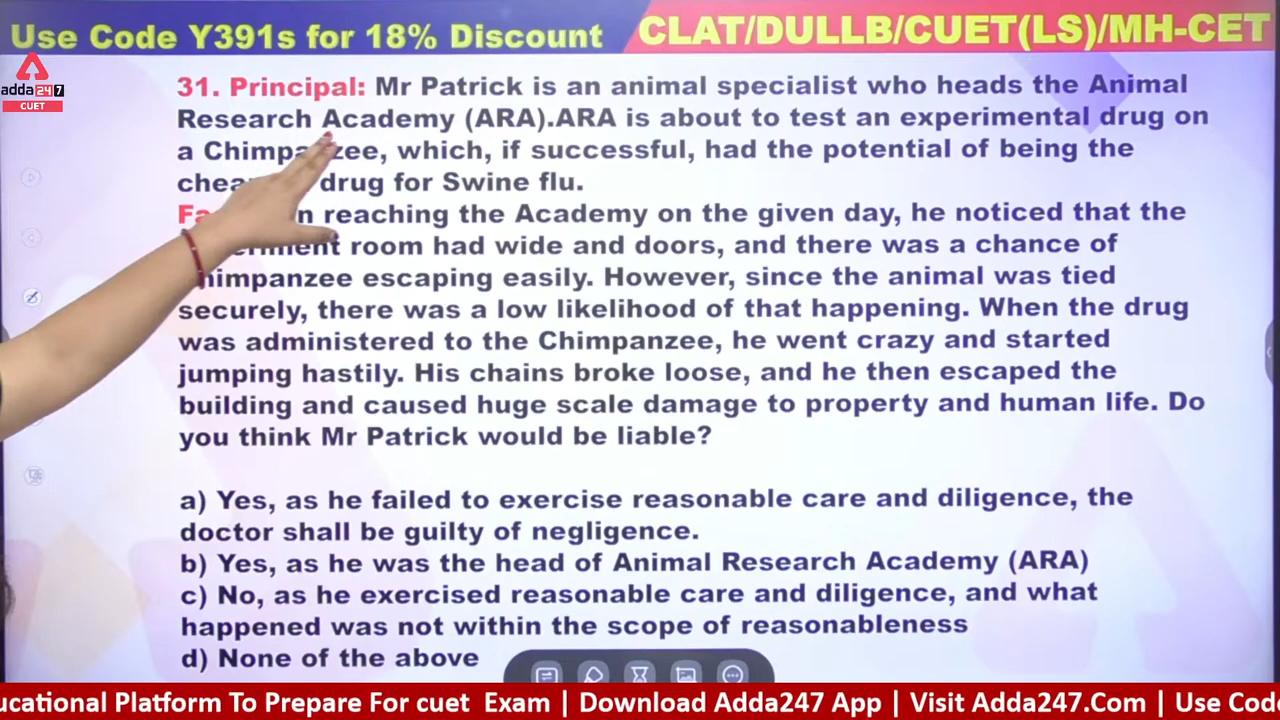 Use Code Y391s for 18% Discount
CLAT/DULLB/CUET(LS)/MH-CET
adda247
CUET
31. Principal: Mr Patrick is an animal specialist who heads the Animal
Research Academy (ARA).ARA is about to test an experimental drug on
a Chimpanzee, which, if successful, had the potential of being the
drug for Swine flu.
reaching the Academy on the given day, he noticed that the
room had wide and doors, and there was a chance of
escaping easily. However, since the animal was tied
securely, there was a low likelihood of that happening. When the drug
was administered to the Chimpanzee, he went crazy and started
jumping hastily. His chains broke loose, and he then escaped the
building and caused huge scale damage to property and human life. Do
you think Mr Patrick would be liable?
a) Yes, as he failed to exercise reasonable care and diligence, the
doctor shall be guilty of negligence.
b) Yes, as he was the head of Animal Research Academy (ARA)
c) No, as he exercised reasonable care and diligence, and what
happened was not within the scope of reasonableness
d) None of the above
ucational Platform To Prepare For cuet Exam | Download Adda247 App | Visit Adda247.Com | Use Cod